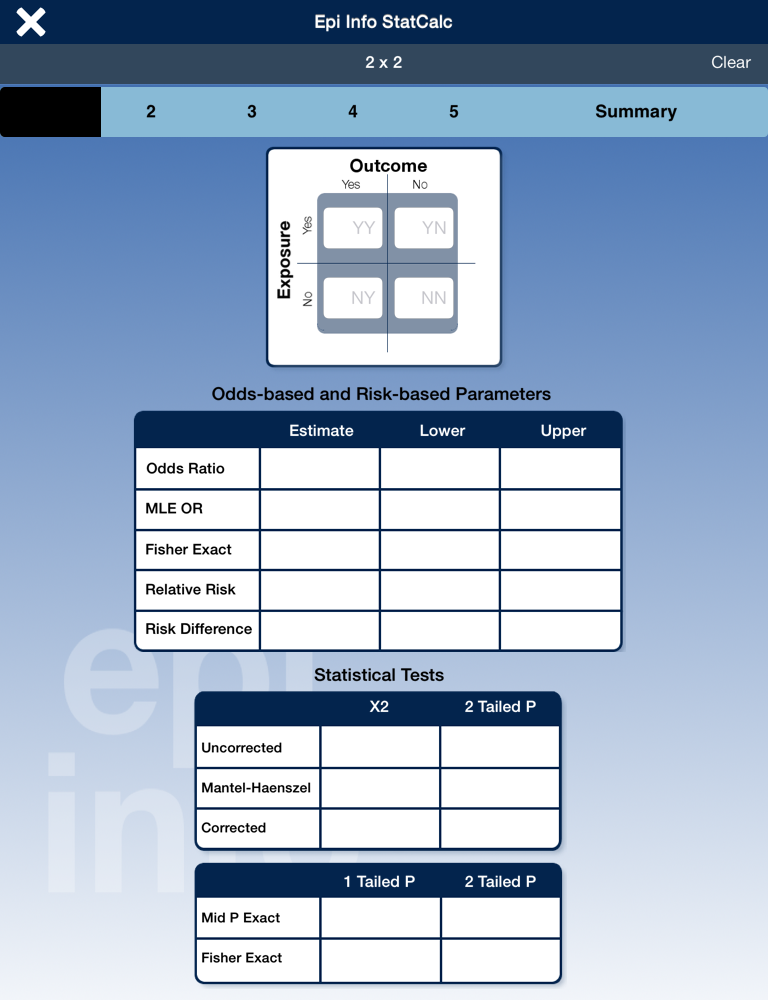 Epi Info StatCalc
2 x 2 Clear
2 3 4 5 Summary
Outcome
Yes No
Exposure
Yes
YY YN
No
NY NN
Odds-based and Risk-based Parameters
Estimate Lower Upper
Odds Ratio
MLE OR
Fisher Exact
Relative Risk
Risk Difference
epi
info
Statistical Tests
X2 2 Tailed P
Uncorrected
Mantel-Haenszel
Corrected
1 Tailed P 2 Tailed P
Mid P Exact
Fisher Exact